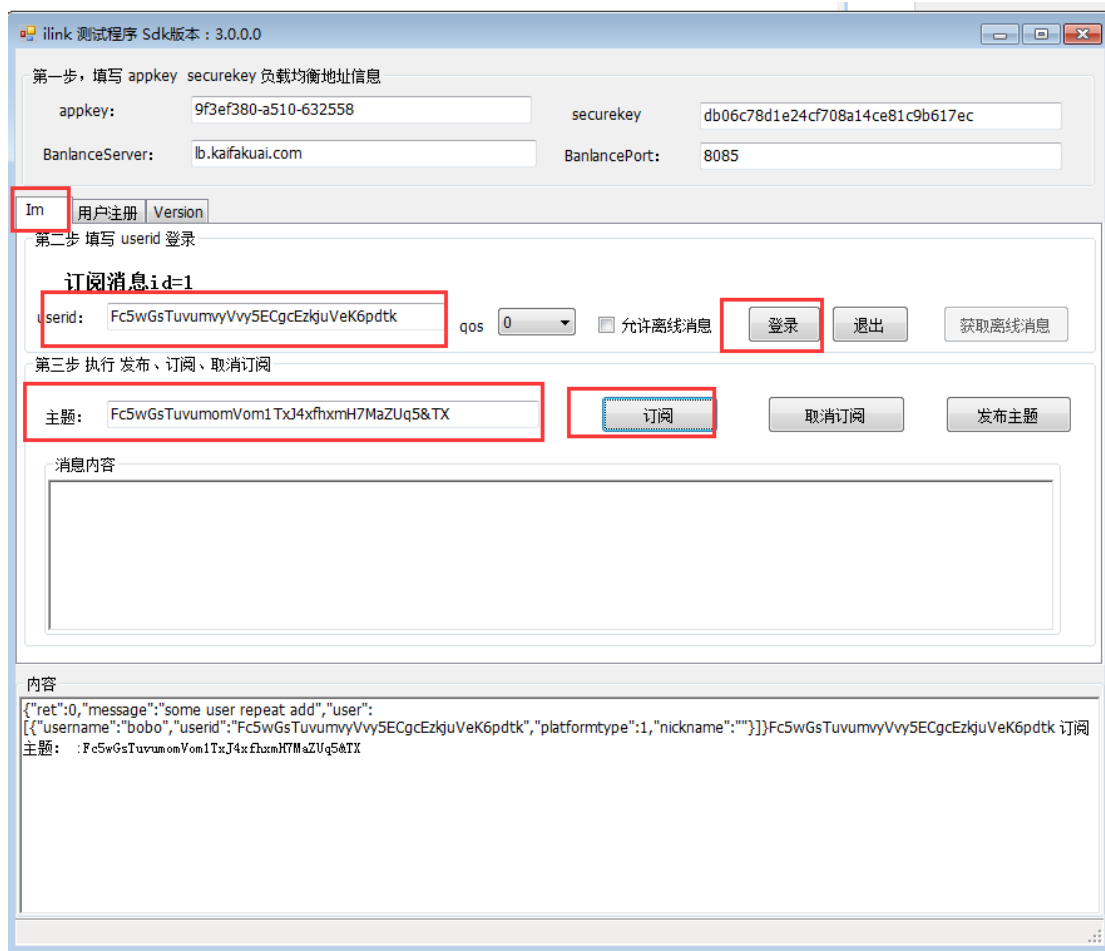 ilink 测试程序 Sdk版本：3.0.0.0
第一步，填写 appkey securekey 负载均衡地址信息
appkey: 9f3ef380-a510-632558 securekey db06c78d1e24cf708a14ce81c9b617ec
BanlanceServer: lb.kaifakuai.com BanlancePort: 8085
Im 用户注册 Version
第二步 填写 userid 登录
订阅消息id=1
userid: Fc5wGsTuvumvyVvy5ECgcEzkjuVeK6pdtk qos 0 允许离线消息 登录 退出 获取离线消息
第三步 执行 发布、订阅、取消订阅
主题: Fc5wGsTuvumomVom1TxJ4xfhxmH7MaZUq5&TX 订阅 取消订阅 发布主题
消息内容
内容
{"ret":0,"message":"some user repeat add","user":
[{"username":"bobo","userid":"Fc5wGsTuvumvyVvy5ECgcEzkjuVeK6pdtk","platformtype":1,"nickname":""}]}Fc5wGsTuvumvyVvy5ECgcEzkjuVeK6pdtk 订阅
主题： :Fc5wGsTuvumomVom1TxJ4xfhxmH7MaZUq5&TX